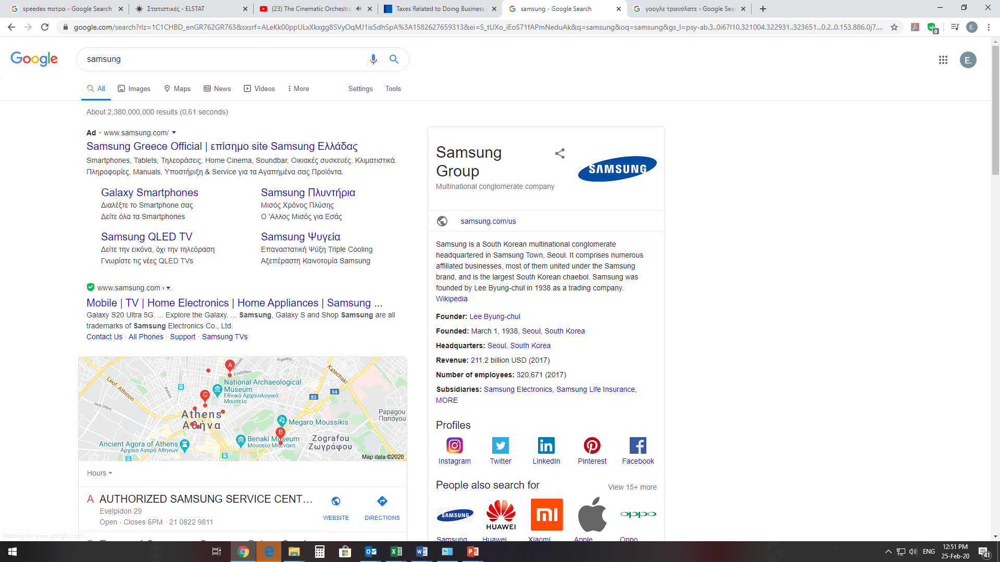 speedex πατρα - Google Search
Στατιστικές - ELSTAT
(23) The Cinematic Orchestra
Taxes Related to Doing Business i
samsung - Google Search
γοογλε τρανσλατε - Google Sear
google.com/search?rlz=1C1CHBD_enGR762GR763&sxsrf=ALeKk00ppULxXkxgg8SVyOqMJ1is5dhSpA%3A1582627659313&ei=S_tUXo_iEoS71fAPmNeduAk&q=samsung&oq=samsung&gs_l=psy-ab.3..0i67l10.321004.322931..323651...0.2..0.153.886.0j7....
0
E.
Google
samsung
E.
All Images Maps News Videos More Settings Tools
About 2,380,000,000 results (0.61 seconds)
Ad · www.samsung.com/
Samsung Greece Official | επίσημο site Samsung Ελλάδας
Smartphones, Tablets, Τηλεοράσεις, Home Cinema, Soundbar, Οικιακές συσκευές, Κλιματιστικά.
Πληροφορίες, Manuals, Υποστήριξη & Service για τα Αγαπημένα σας Προϊόντα.
Galaxy Smartphones
Διαλέξτε το Smartphone σας
Δείτε όλα τα Smartphones
Samsung Πλυντήρια
Μισός Χρόνος Πλύσης
Ο 'Αλλος Μισός για Εσάς
Samsung QLED TV
Δείτε την εικόνα, όχι την τηλεόραση
Γνωρίστε τις νέες QLED TVs
Samsung Ψυγεία
Επαναστατική Ψύξη Triple Cooling
Αξεπέραστη Καινοτομία Samsung
www.samsung.com › ...
Mobile | TV | Home Electronics | Home Appliances | Samsung ...
Galaxy S20 Ultra 5G. ... Explore the Galaxy. ... Samsung, Galaxy S and Shop Samsung are all
trademarks of Samsung Electronics Co., Ltd.
Contact Us · All Phones · Support · Samsung TVs
Leof. Athinon
Iera Odos
Petras
Evelpidon
Vrilissou
Katechaki
A
B
C
54
83
National Archaeological
Museum
Εθνικό Αρχαιολογικό
Μουσείο
Athens
Αθήνα
Megaro Moussikis
Benaki Museum
Μουσείο Μπενάκη
Zografou
Ζωγράφου
Papagou
Παπάγου
Ancient Agora of Athens
Αρχαία Αγορά Αθηνών
Map data ©2020
Hours
A AUTHORIZED SAMSUNG SERVICE CENT...
Evelpidon 29
Open · Closes 6PM · 21 0822 9811
WEBSITE
DIRECTIONS
Waiting for www.google.com...
Samsung
Group
Multinational conglomerate company
SAMSUNG
samsung.com/us
Samsung is a South Korean multinational conglomerate
headquartered in Samsung Town, Seoul. It comprises numerous
affiliated businesses, most of them united under the Samsung
brand, and is the largest South Korean chaebol. Samsung was
founded by Lee Byung-chul in 1938 as a trading company.
Wikipedia
Founder: Lee Byung-chul
Founded: March 1, 1938, Seoul, South Korea
Headquarters: Seoul, South Korea
Revenue: 211.2 billion USD (2017)
Number of employees: 320,671 (2017)
Subsidiaries: Samsung Electronics, Samsung Life Insurance,
MORE
Profiles
Instagram Twitter LinkedIn Pinterest Facebook
People also search for
View 15+ more
SAMSUNG
HUAWEI
mi
oppo
Samsung Huawei Xiaomi Apple Oppo
ENG
12:51 PM
25-Feb-20
41